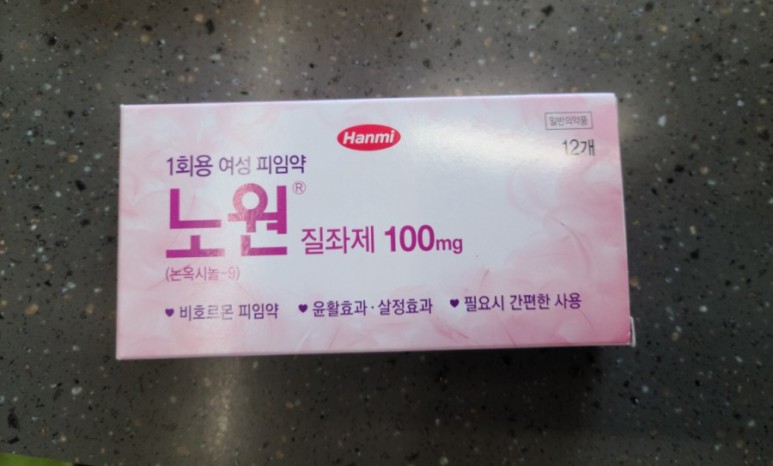 Hanmi
일반의약품
12개
1회용 여성 피임약
노원® 질좌제 100mg
(논옥시놀-9)
♥ 비호르몬 피임약 ♥ 윤활효과·살정효과 ♥ 필요시 간편한 사용